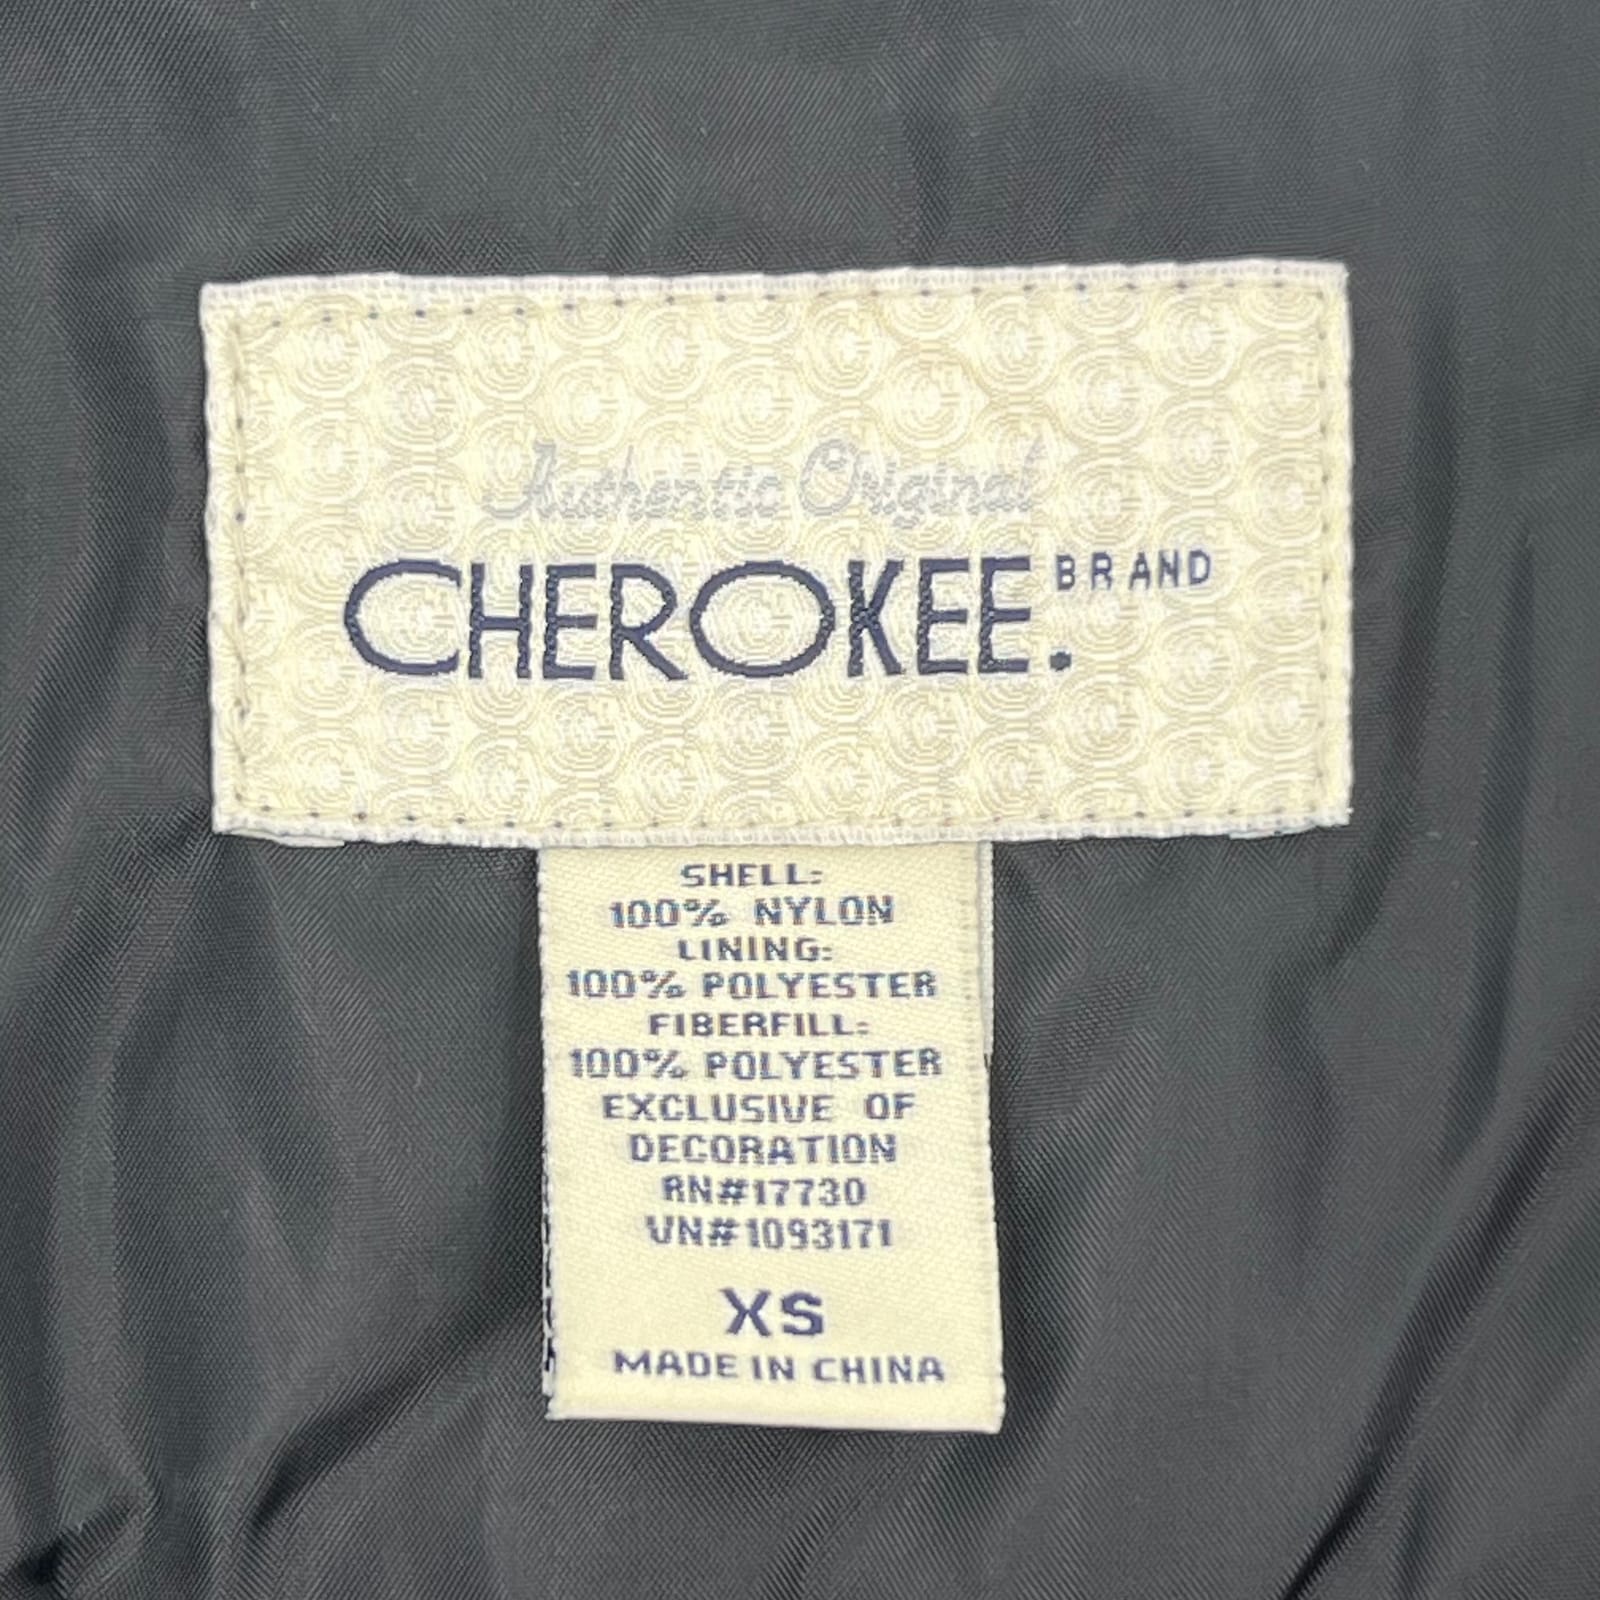 Authentic Original
CHEROKEE. BRAND
SHELL:
100% NYLON
LINING:
100% POLYESTER
FIBERFILL:
100% POLYESTER
EXCLUSIVE OF
DECORATION
RN#17730
VN#1093171
XS
MADE IN CHINA